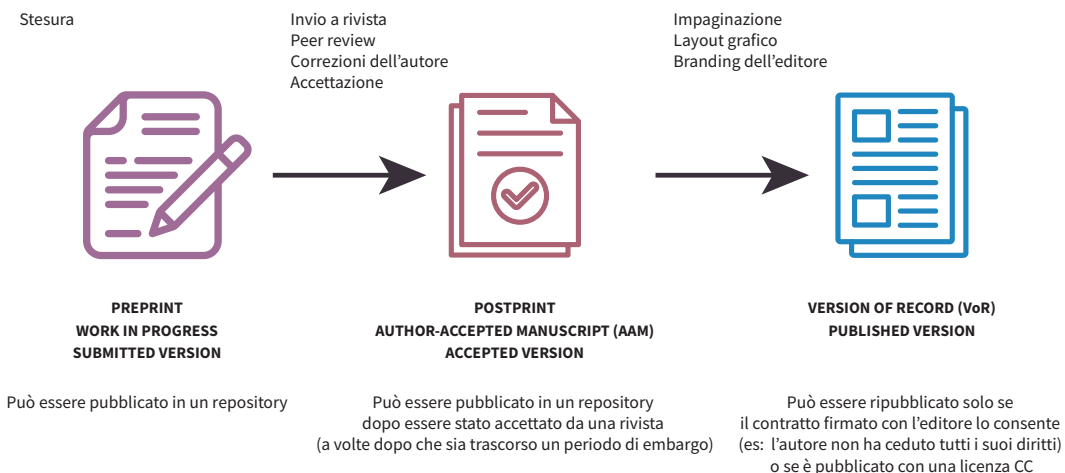 Stesura
Invio a rivista
Peer review
Correzioni dell'autore
Accettazione
Impaginazione
Layout grafico
Branding dell'editore
PREPRINT
WORK IN PROGRESS
SUBMITTED VERSION
POSTPRINT
AUTHOR-ACCEPTED MANUSCRIPT (AAM)
ACCEPTED VERSION
VERSION OF RECORD (VoR)
PUBLISHED VERSION
Può essere pubblicato in un repository
Può essere pubblicato in un repository
dopo essere stato accettato da una rivista
(a volte dopo che sia trascorso un periodo di embargo)
Può essere ripubblicato solo se
il contratto firmato con l'editore lo consente
(es: l'autore non ha ceduto tutti i suoi diritti)
o se è pubblicato con una licenza CC